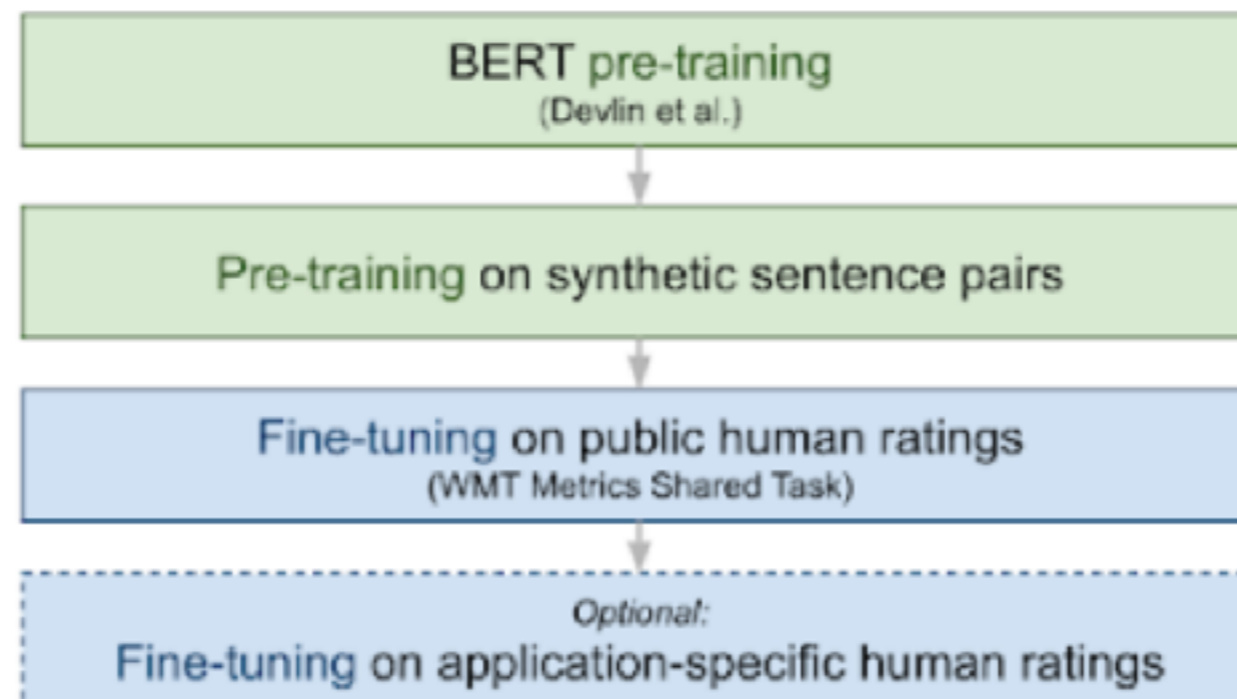 BERT pre-training
(Devlin et al.)
Pre-training on synthetic sentence pairs
Fine-tuning on public human ratings
(WMT Metrics Shared Task)
Optional:
Fine-tuning on application-specific human ratings